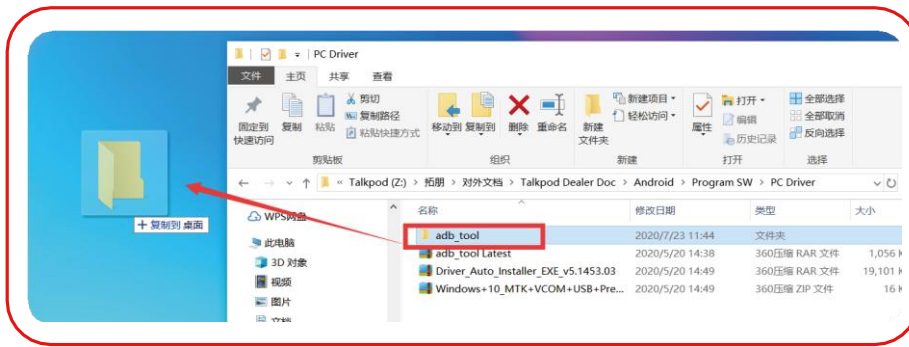 PC Driver
文件 主页 共享 查看
固定到快速访问
复制
粘贴
剪切
复制路径
粘贴快捷方式
剪贴板
移动到 复制到 删除 重命名
组织
新建文件夹
新建项目
轻松访问
新建
属性
打开
编辑
历史记录
打开
全部选择
全部取消
反向选择
选择
« Talkpod (Z:) › 拓朋 › 对外文档 › Talkpod Dealer Doc › Android › Program SW › PC Driver
名称 修改日期 类型 大小
WPS网盘
此电脑
3D 对象
视频
图片
文档
adb_tool 2020/7/23 11:44 文件夹
adb_tool Latest 2020/5/20 14:38 360压缩 RAR 文件 1,056 K
Driver_Auto_Installer_EXE_v5.1453.03 2020/5/20 14:49 360压缩 RAR 文件 19,101 K
Windows+10_MTK+VCOM+USB+Pre... 2020/5/20 14:49 360压缩 ZIP 文件 16 K
+ 复制到 桌面